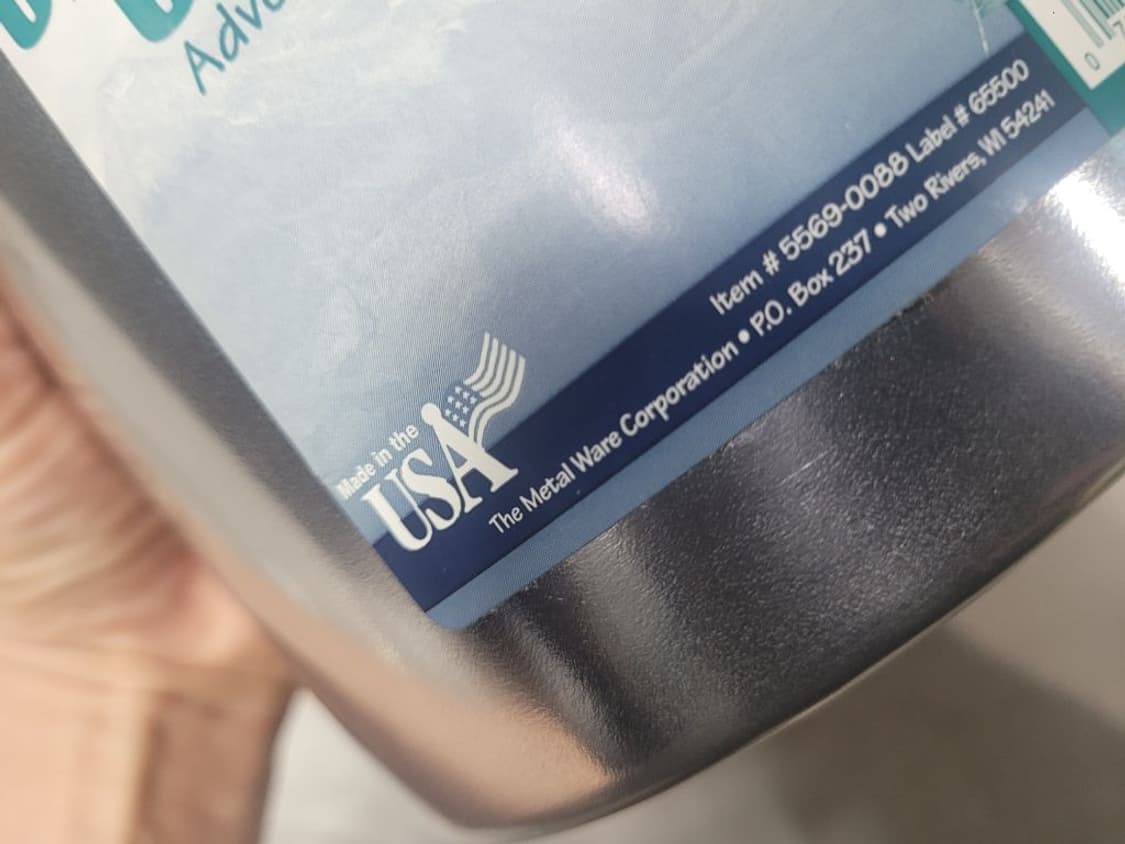 Item # 5569-0088 Label # 65500
The Metal Ware Corporation • P.O. Box 237 • Two Rivers, WI 54241
Made in the
USA